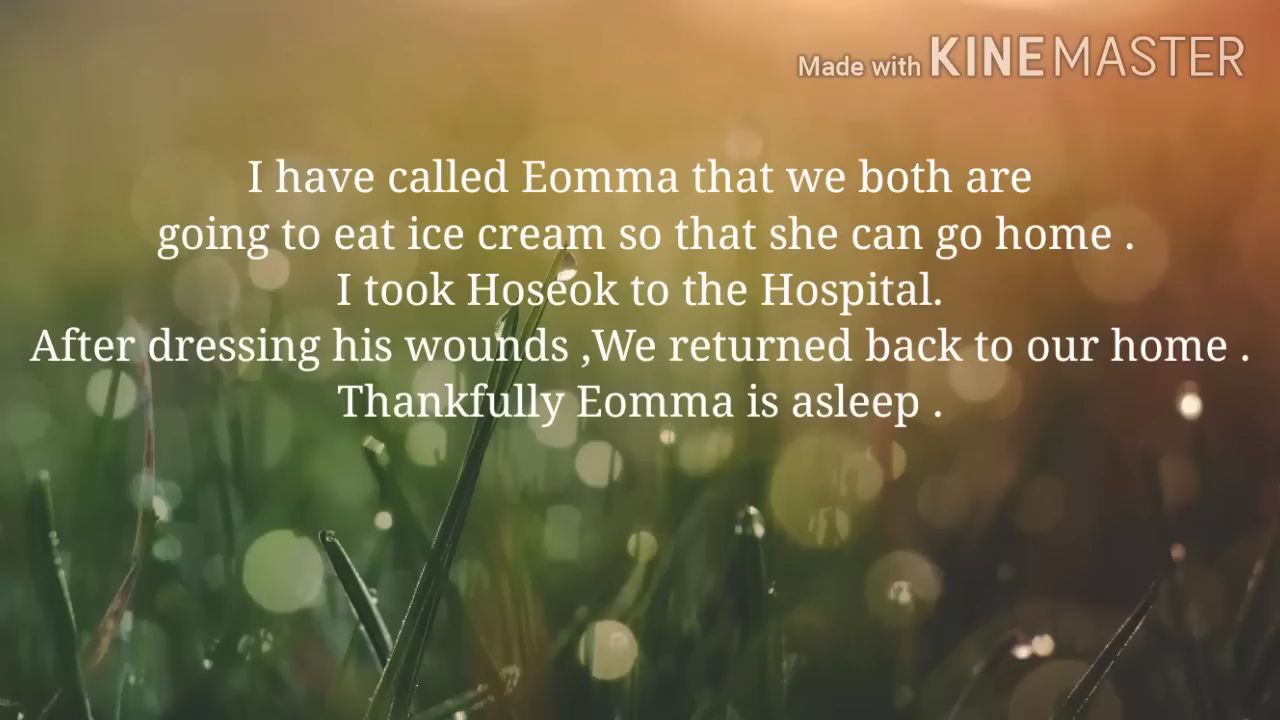 Made with KINEMASTER
I have called Eomma that we both are
going to eat ice cream so that she can go home .
I took Hoseok to the Hospital.
After dressing his wounds ,We returned back to our home .
Thankfully Eomma is asleep .